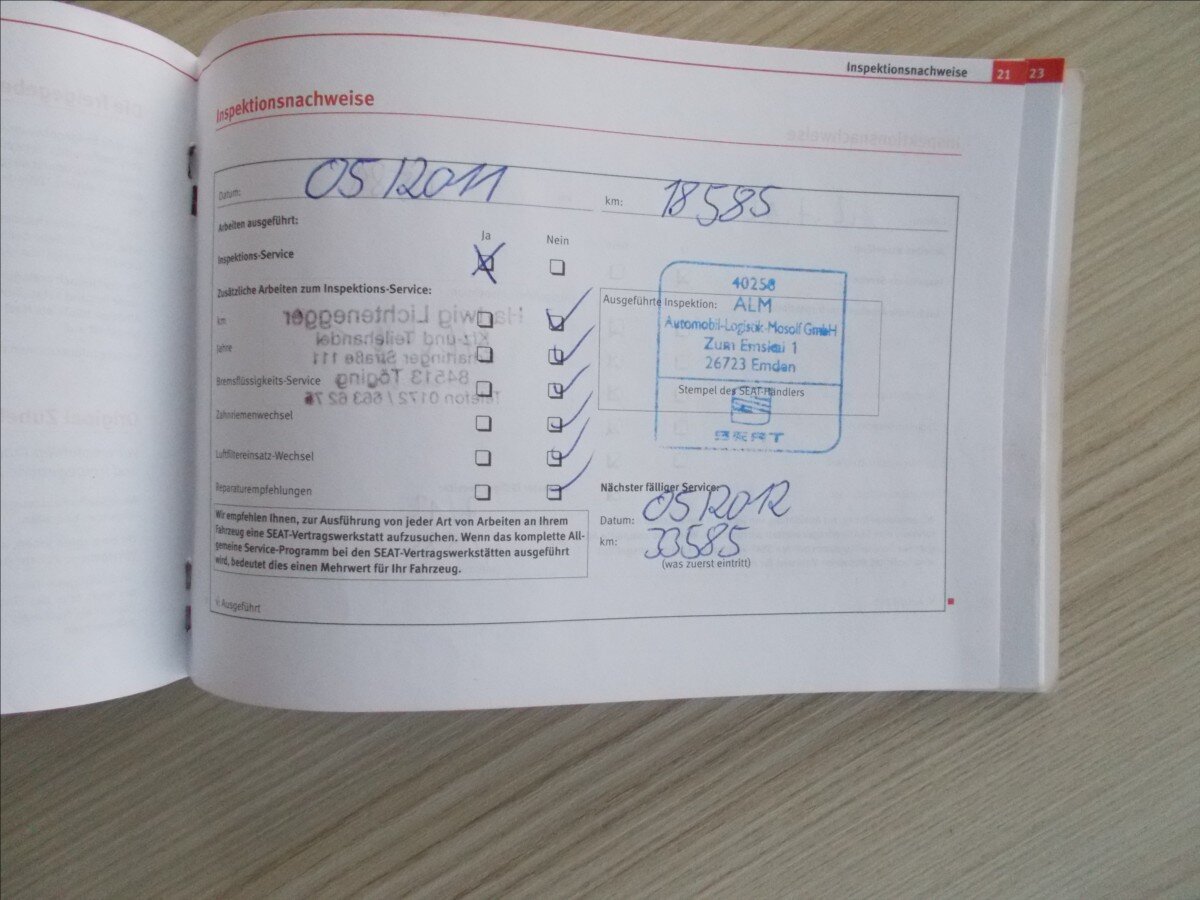 Inspektionsnachweise 21 23
Inspektionsnachweise
Datum: 05/2011 km: 18585
Arbeiten ausgeführt:
Ja Nein
Inspektions-Service
Zusätzliche Arbeiten zum Inspektions-Service:
km
Jahre
Bremsflüssigkeits-Service
Zahnriemenwechsel
Luftfiltereinsatz-Wechsel
Reparaturempfehlungen
Wir empfehlen Ihnen, zur Ausführung von jeder Art von Arbeiten an Ihrem
Fahrzeug eine SEAT-Vertragswerkstatt aufzusuchen. Wenn das komplette All-
gemeine Service-Programm bei den SEAT-Vertragswerkstätten ausgeführt
wird, bedeutet dies einen Mehrwert für Ihr Fahrzeug.
v: Ausgeführt
Ausgeführte Inspektion:
40258
ALM
Automobil-Logistik-Mosolf GmbH
Zum Emskai 1
26723 Emden
Stempel des SEAT-Händlers
SEAT
Nächster fälliger Service:
Datum: 05/2012
km: 33585
(was zuerst eintritt)
Hartwig Lichtenegger
Kfz-und Teilehandel
Harthinger Straße 111
84513 Töging
Telefon 0172 / 663 62 76